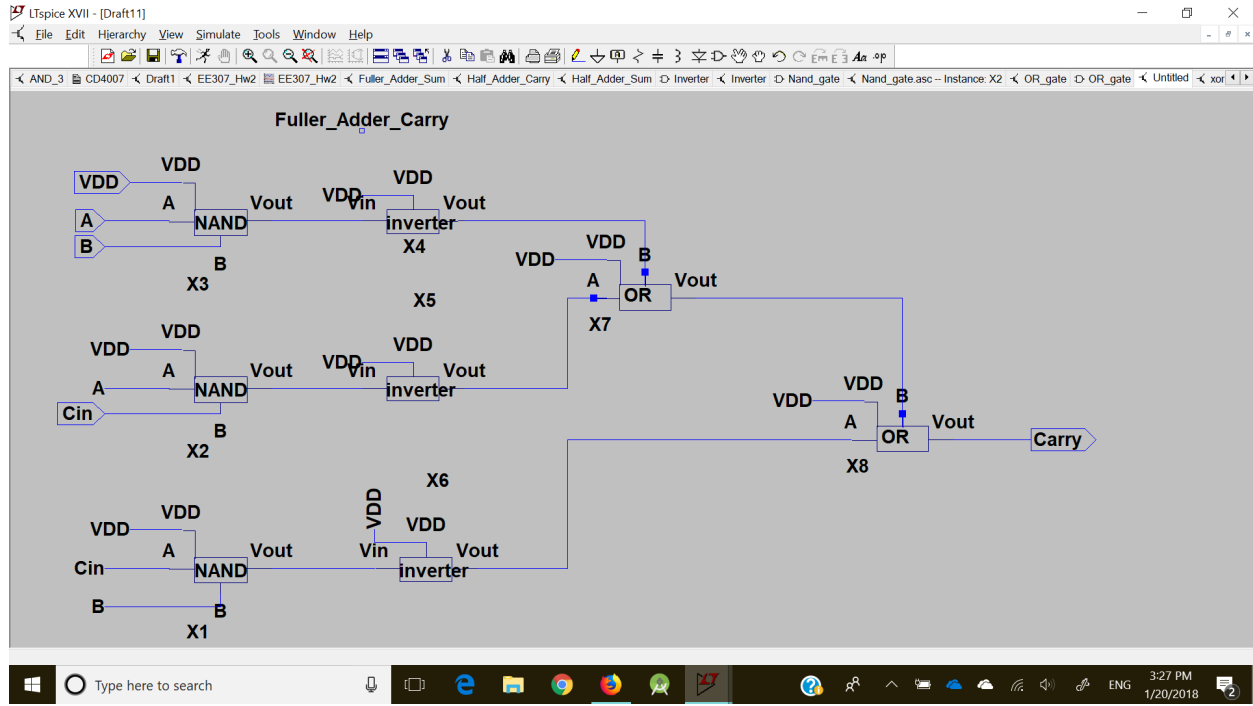 LTspice XVII - [Draft11]
File Edit Hierarchy View Simulate Tools Window Help
AND_3 CD4007 Draft1 EE307_Hw2 EE307_Hw2 Fuller_Adder_Sum Half_Adder_Carry Half_Adder_Sum Inverter Inverter Nand_gate Nand_gate.asc -- Instance: X2 OR_gate OR_gate Untitled xor
Fuller_Adder_Carry
VDD
VDD VDD
A Vout VDD Vin Vout
A NAND inverter
B X4
B
X3
VDD
VDD B
A Vout
OR
X7
X5
VDD VDD
VDD
A Vout VDD Vin Vout
A NAND inverter
Cin
B
X2
VDD
VDD B
A Vout
OR Carry
X8
X6
VDD
VDD VDD VDD
A Vout Vin Vout
Cin NAND inverter
B B
X1
Type here to search
ENG
3:27 PM
1/20/2018
2